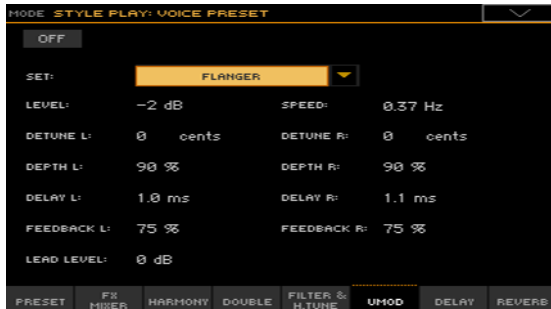 MODE STYLE PLAY: VOICE PRESET
OFF
SET: FLANGER
LEVEL: -2 dB SPEED: 0.37 Hz
DETUNE L: 0 cents DETUNE R: 0 cents
DEPTH L: 90 % DEPTH R: 90 %
DELAY L: 1.0 ms DELAY R: 1.1 ms
FEEDBACK L: 75 % FEEDBACK R: 75 %
LEAD LEVEL: 0 dB
PRESET FX MIXER HARMONY DOUBLE FILTER & H.TUNE UMOD DELAY REVERB